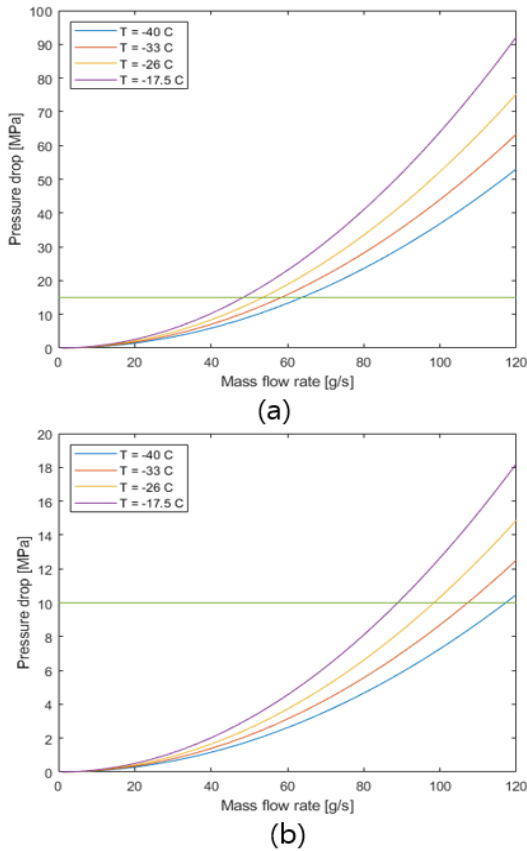 100
90
80
70
60
50
40
30
20
10
0
Pressure drop [MPa]
T = -40 C
T = -33 C
T = -26 C
T = -17.5 C
0 20 40 60 80 100 120
Mass flow rate [g/s]
(a)
20
18
16
14
12
10
8
6
4
2
0
Pressure drop [MPa]
T = -40 C
T = -33 C
T = -26 C
T = -17.5 C
0 20 40 60 80 100 120
Mass flow rate [g/s]
(b)